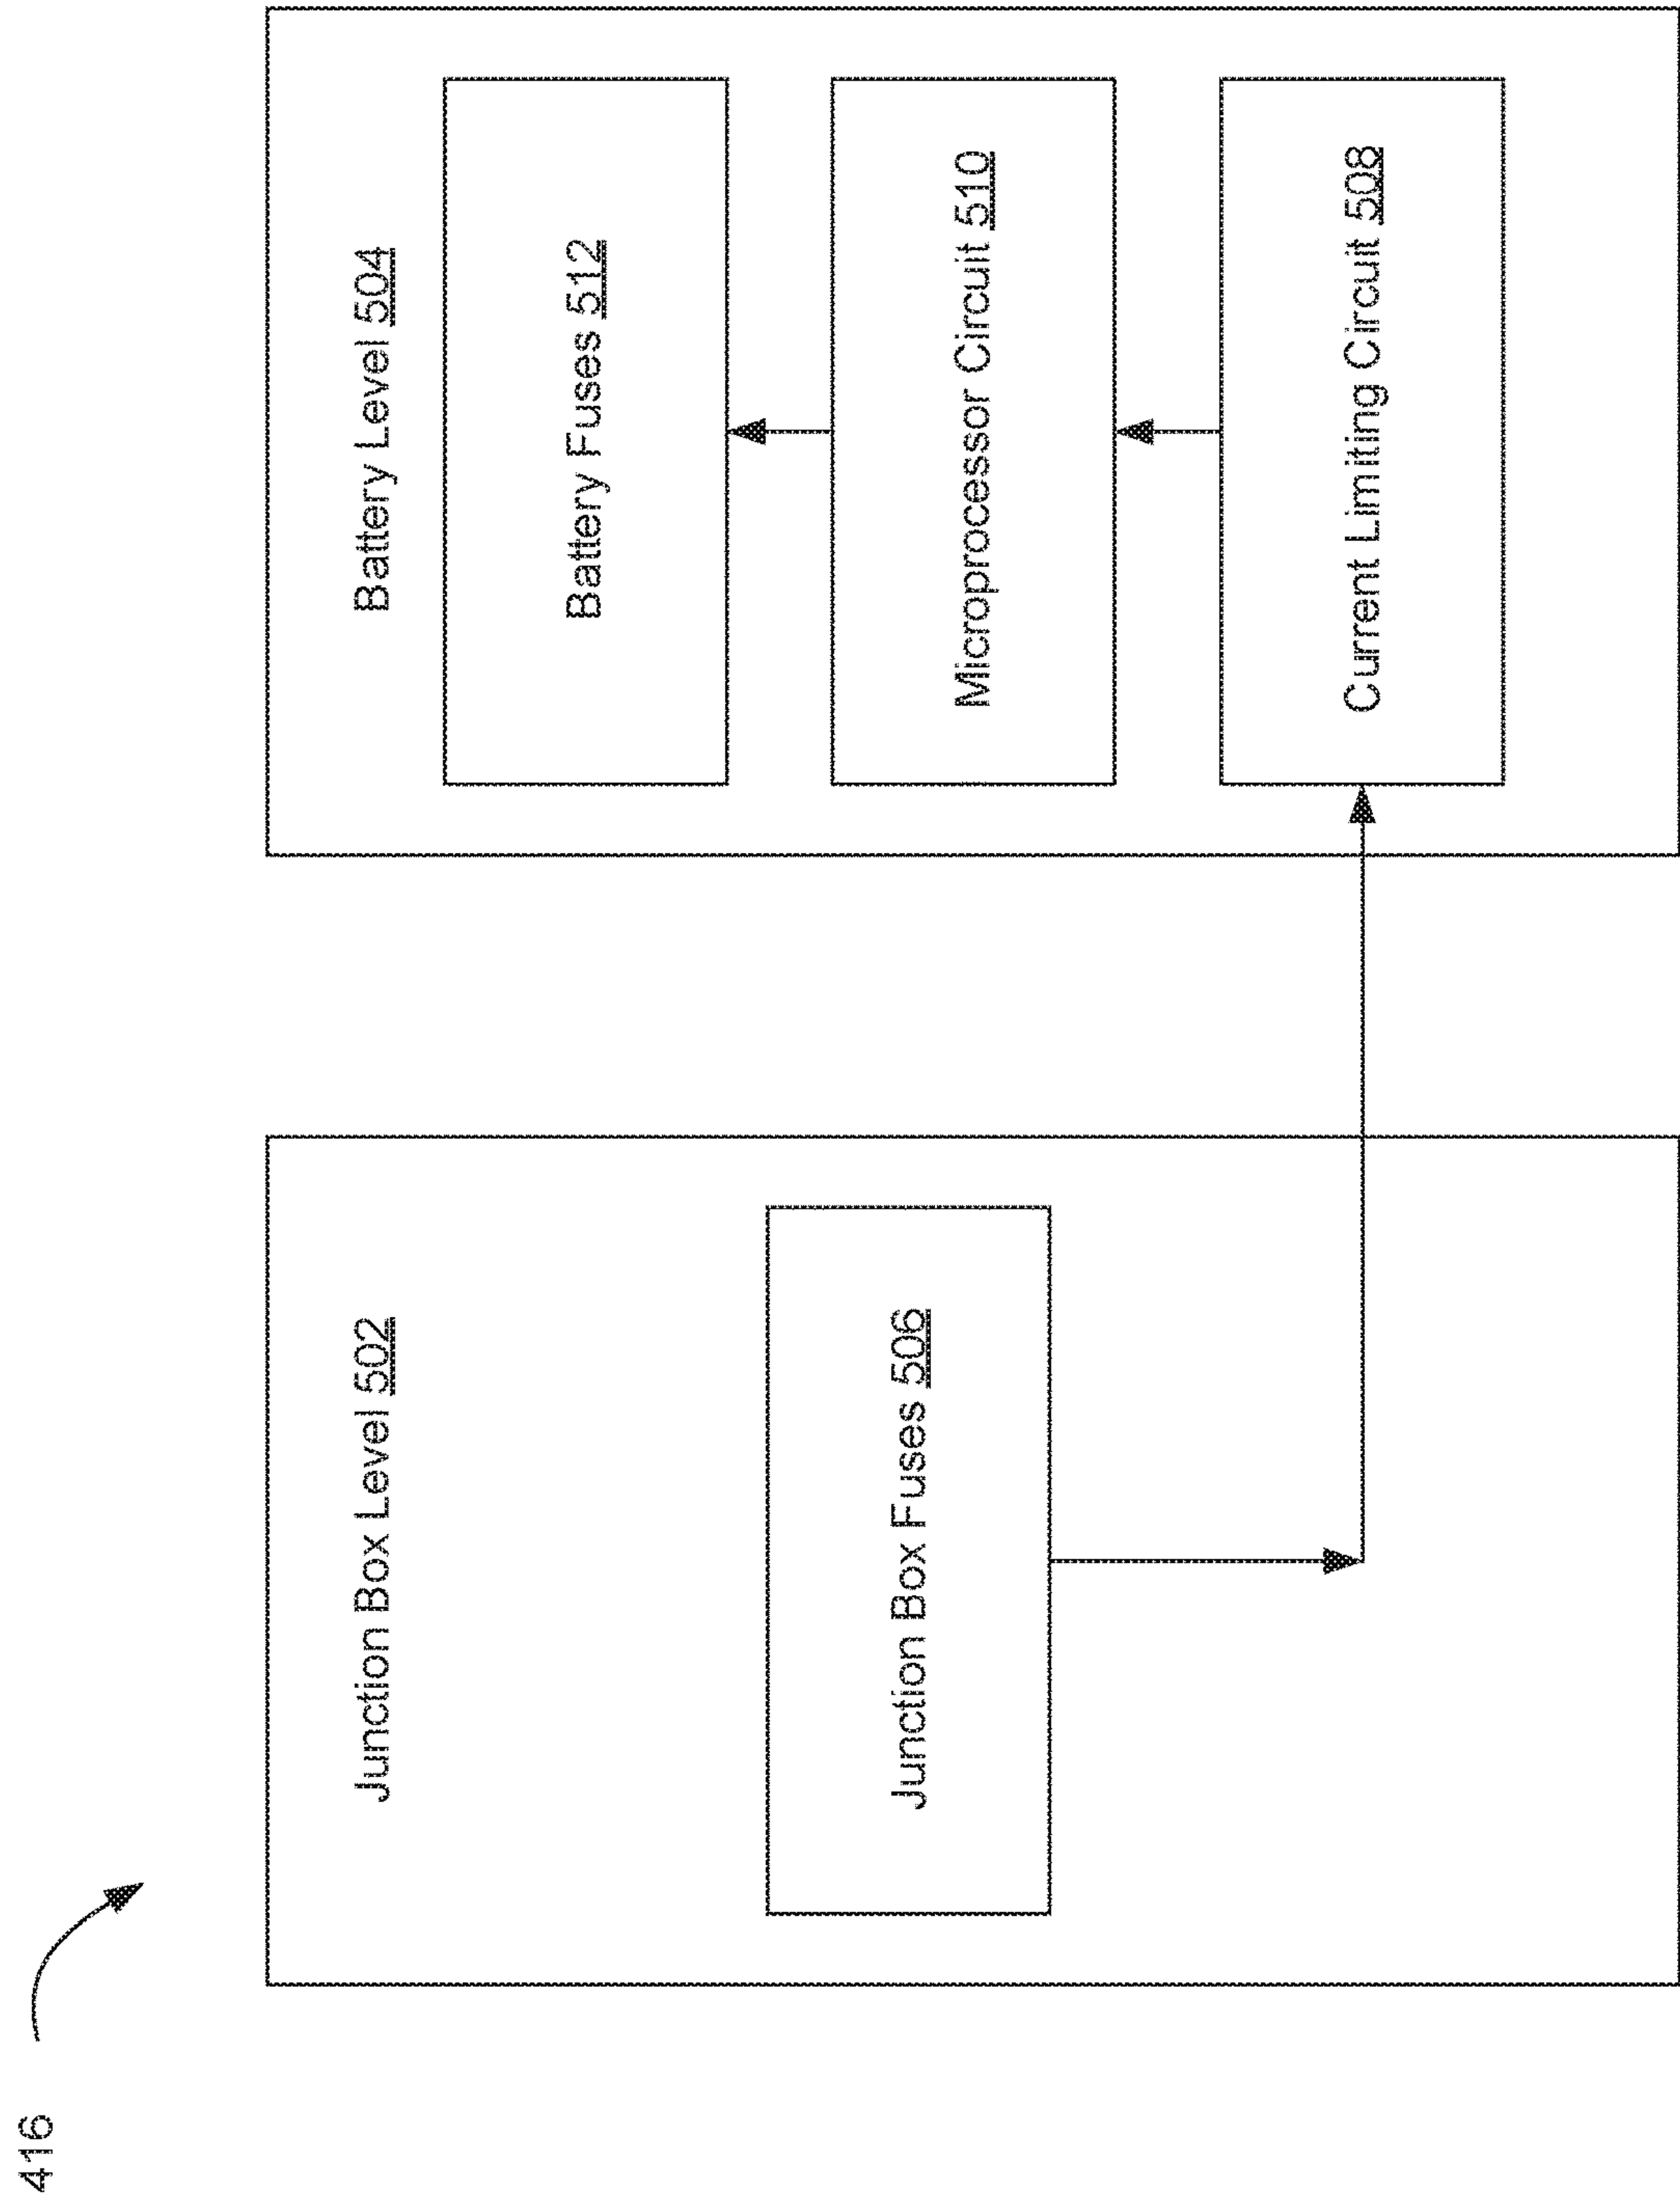 416
Junction Box Level 502
Junction Box Fuses 506
Battery Level 504
Battery Fuses 512
Microprocessor Circuit 510
Current Limiting Circuit 508